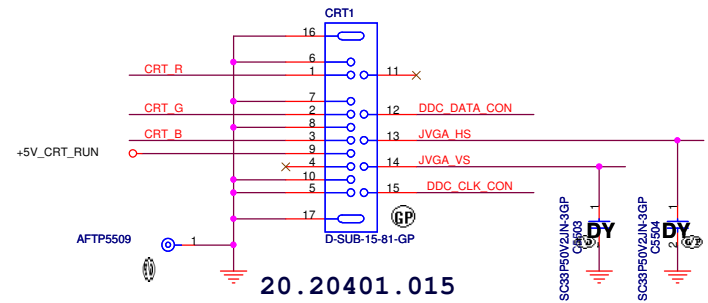 CRT1
16
6
CRT_R 1 11
7
CRT_G 2 12 DDC_DATA_CON
8
CRT_B 3 13 JVGA_HS
+5V_CRT_RUN 9
4 14 JVGA_VS
10
5 15 DDC_CLK_CON
17 GP
D-SUB-15-81-GP
AFTP5509 1
20.20401.015
1 DY
SC33P50V2JN-3GP
C5503
1 DY
SC33P50V2JN-3GP
C5504